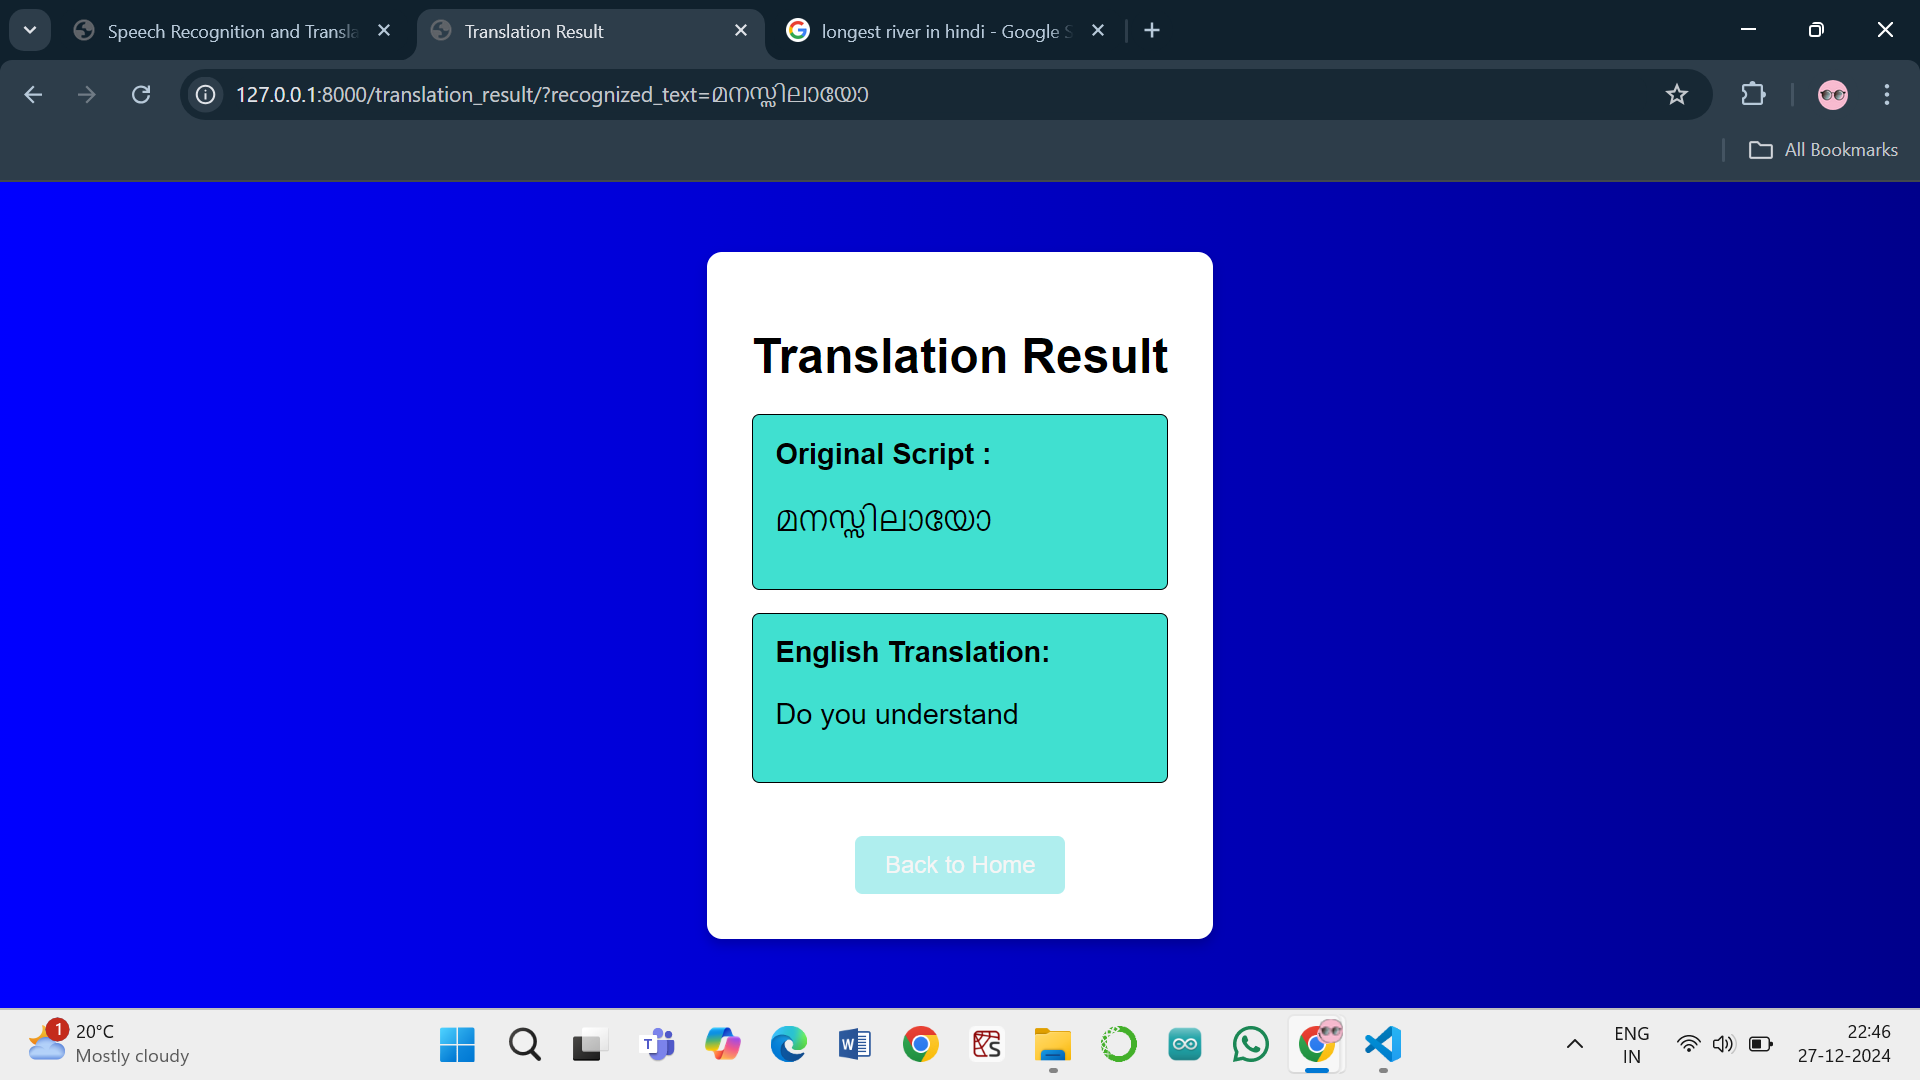 Speech Recognition and Transla
Translation Result
longest river in hindi - Google S
127.0.0.1:8000/translation_result/?recognized_text=മനസ്സിലായോ
All Bookmarks
Translation Result
Original Script :
മനസ്സിലായോ
English Translation:
Do you understand
Back to Home
1
20°C
Mostly cloudy
ENG
IN
22:46
27-12-2024